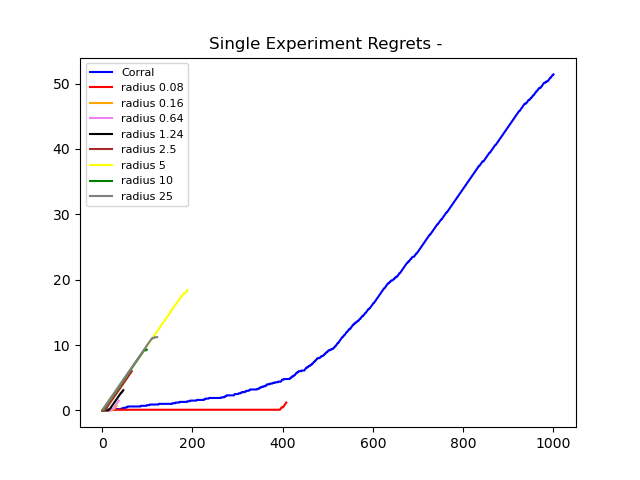 Single Experiment Regrets -
Corral
radius 0.08
radius 0.16
radius 0.64
radius 1.24
radius 2.5
radius 5
radius 10
radius 25
50
40
30
20
10
0
0 200 400 600 800 1000